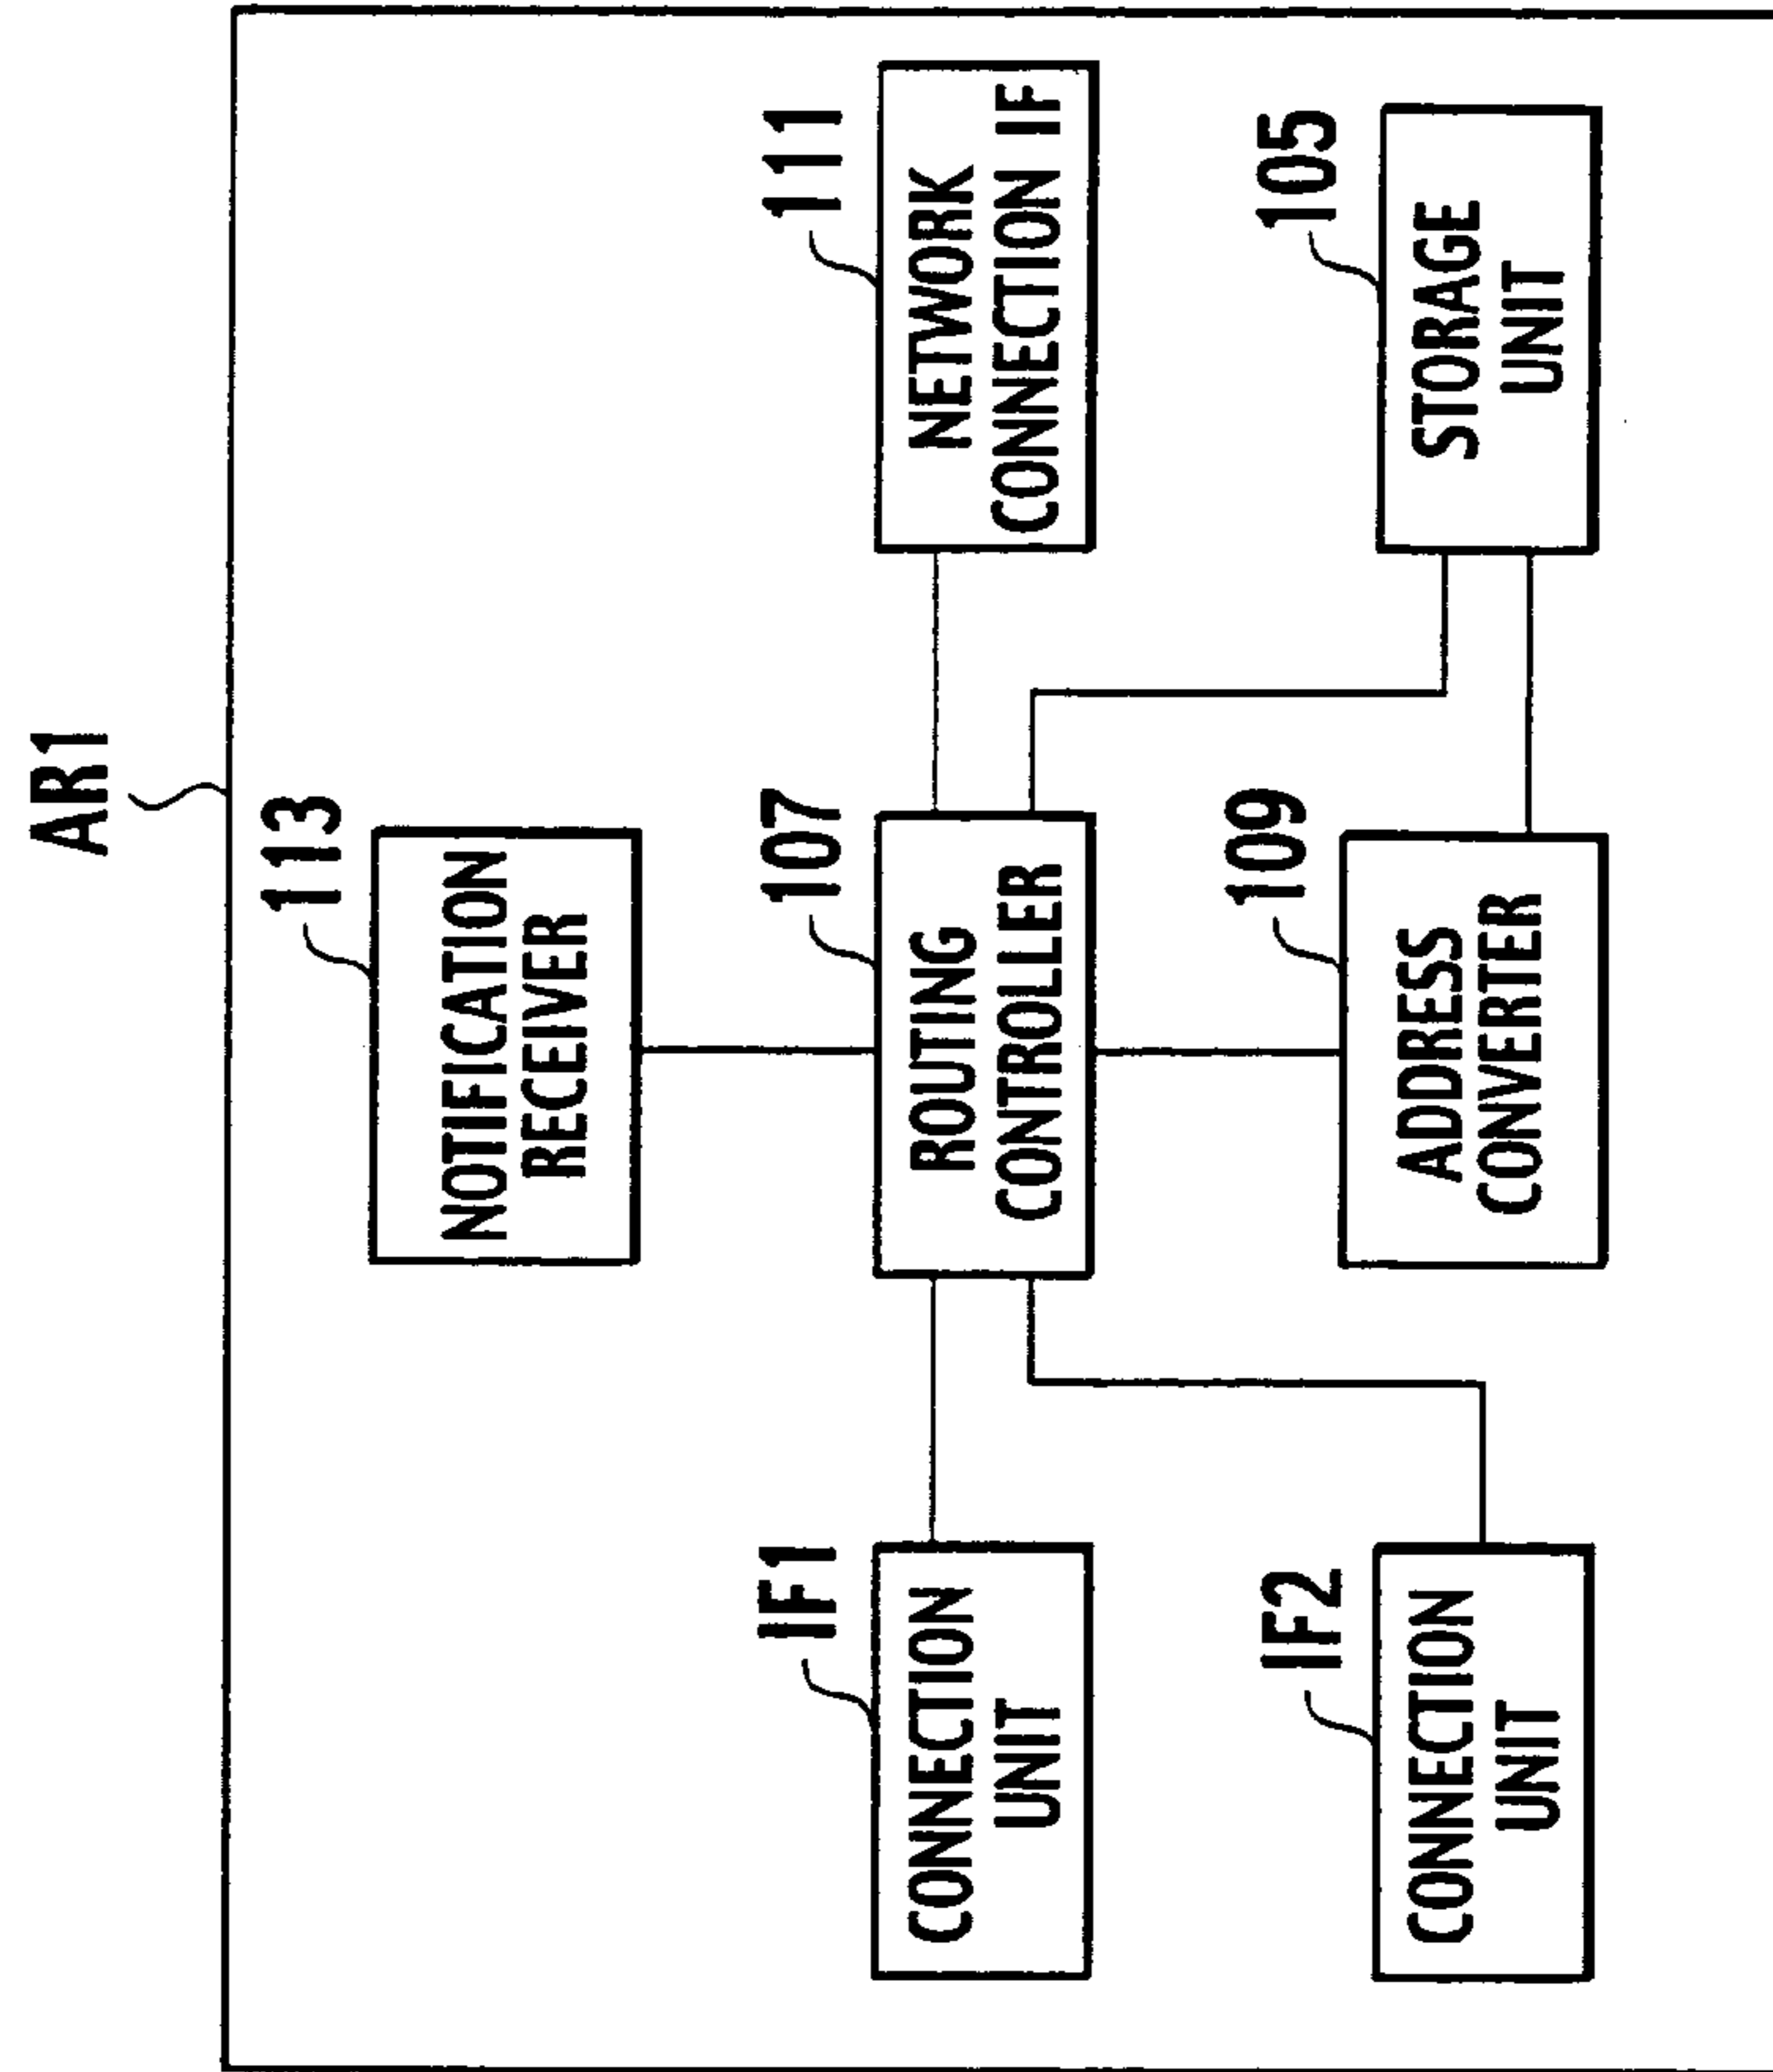 AR1
113
NOTIFICATION
RECEIVER
IF1
CONNECTION
UNIT
107
ROUTING
CONTROLLER
111
NETWORK
CONNECTION IF
IF2
CONNECTION
UNIT
109
ADDRESS
CONVERTER
105
STORAGE
UNIT